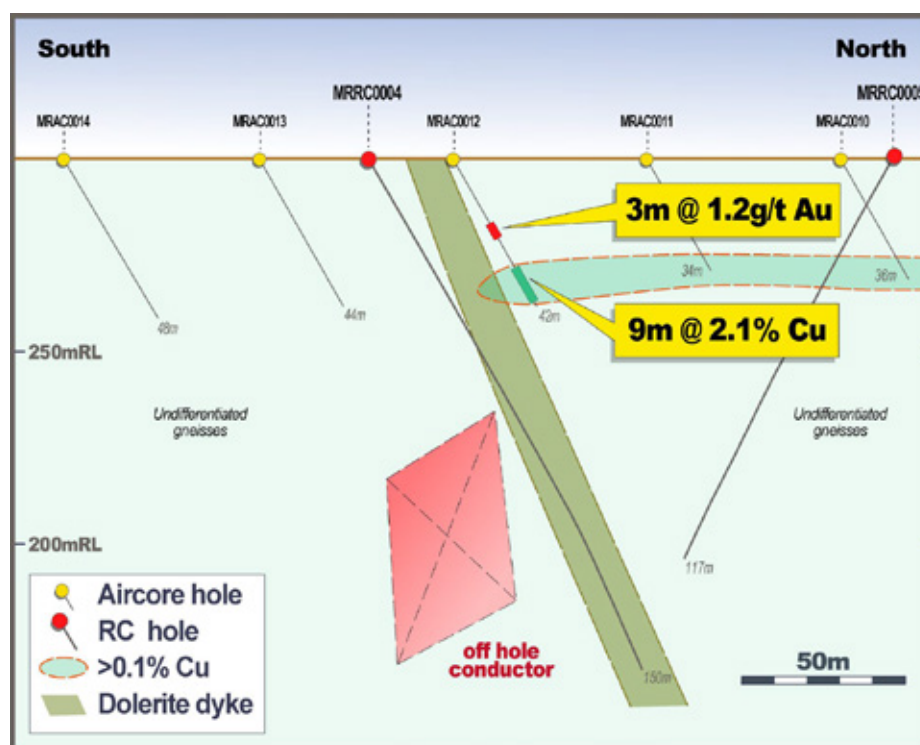 South
North
MRRC0004
MRRC0005
MRAC0014
MRAC0013
MRAC0012
MRAC0011
MRAC0010
3m @ 1.2g/t Au
34m
36m
48m
44m
42m
9m @ 2.1% Cu
250mRL
Undifferentiated
gneisses
Undifferentiated
gneisses
200mRL
117m
Aircore hole
RC hole
>0.1% Cu
Dolerite dyke
off hole
conductor
150m
50m